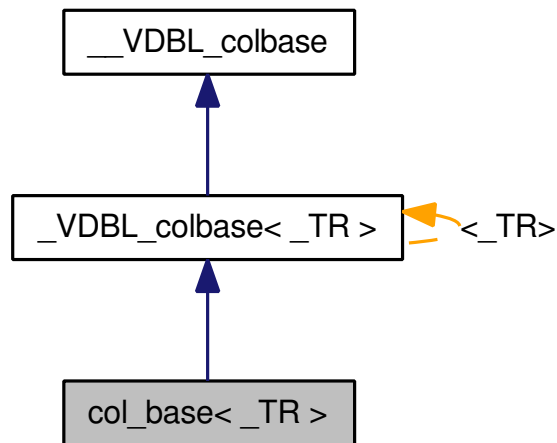 __VDBL_colbase
_VDBL_colbase< _TR >
<_TR>
col_base< _TR >